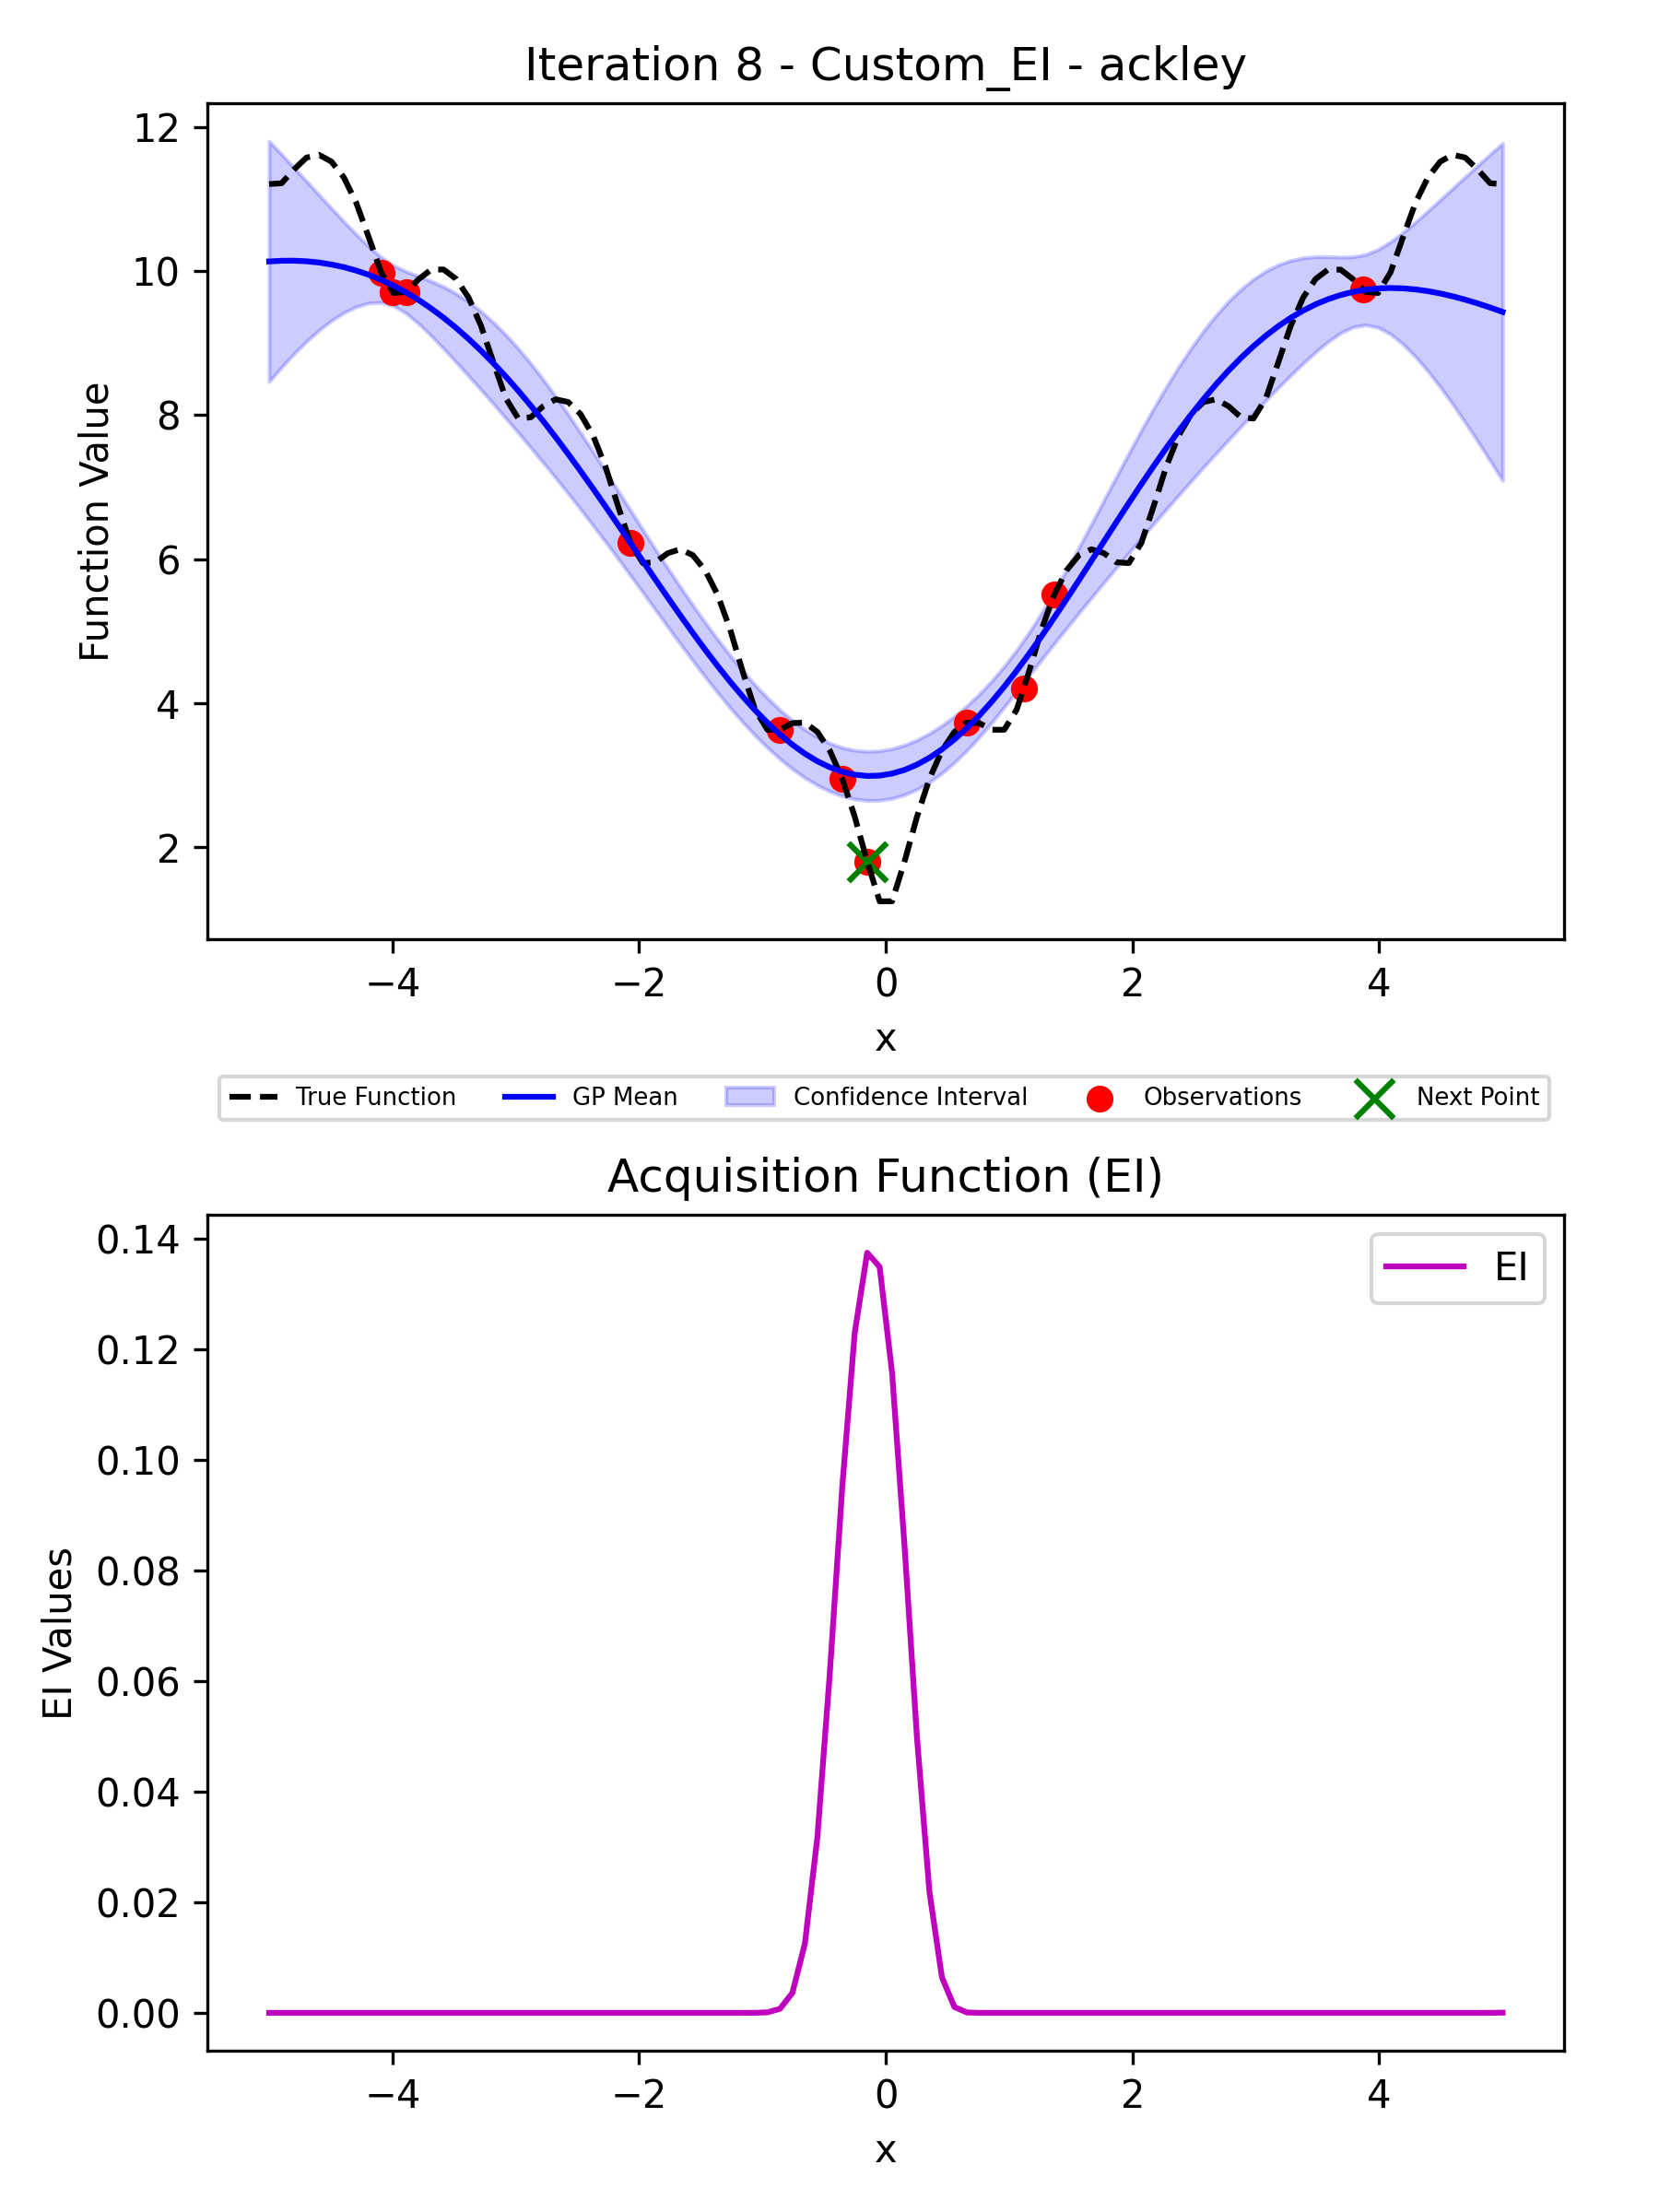 Iteration 8 - Custom_EI - ackley
12
10
8
6
4
2
Function Value
−4 −2 0 2 4
x
True Function GP Mean Confidence Interval Observations Next Point
Acquisition Function (EI)
0.14
0.12
0.10
0.08
0.06
0.04
0.02
0.00
EI Values
EI
−4 −2 0 2 4
x